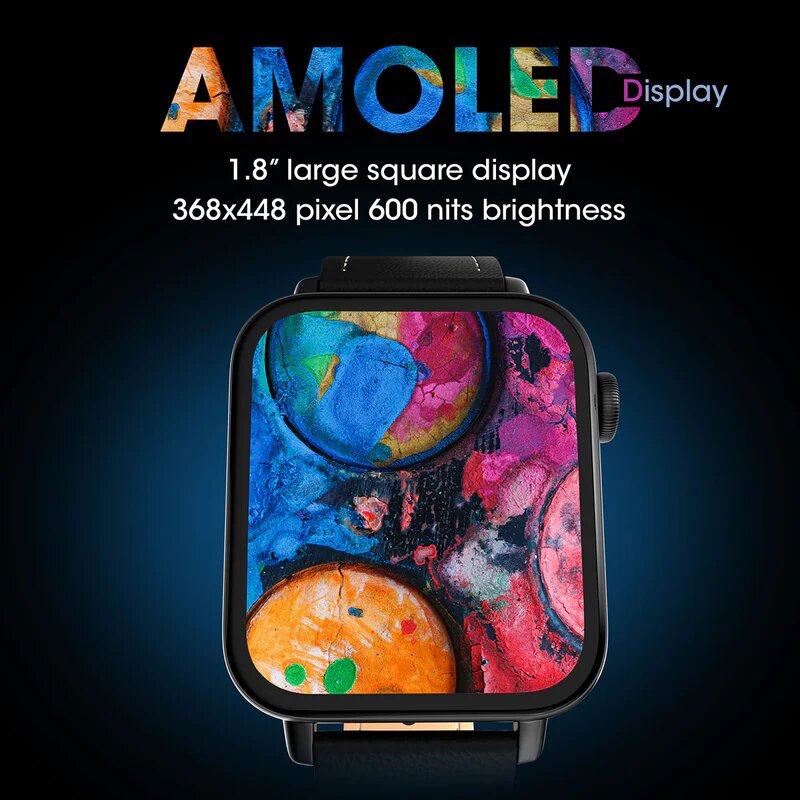 AMOLED Display
1.8” large square display
368x448 pixel 600 nits brightness